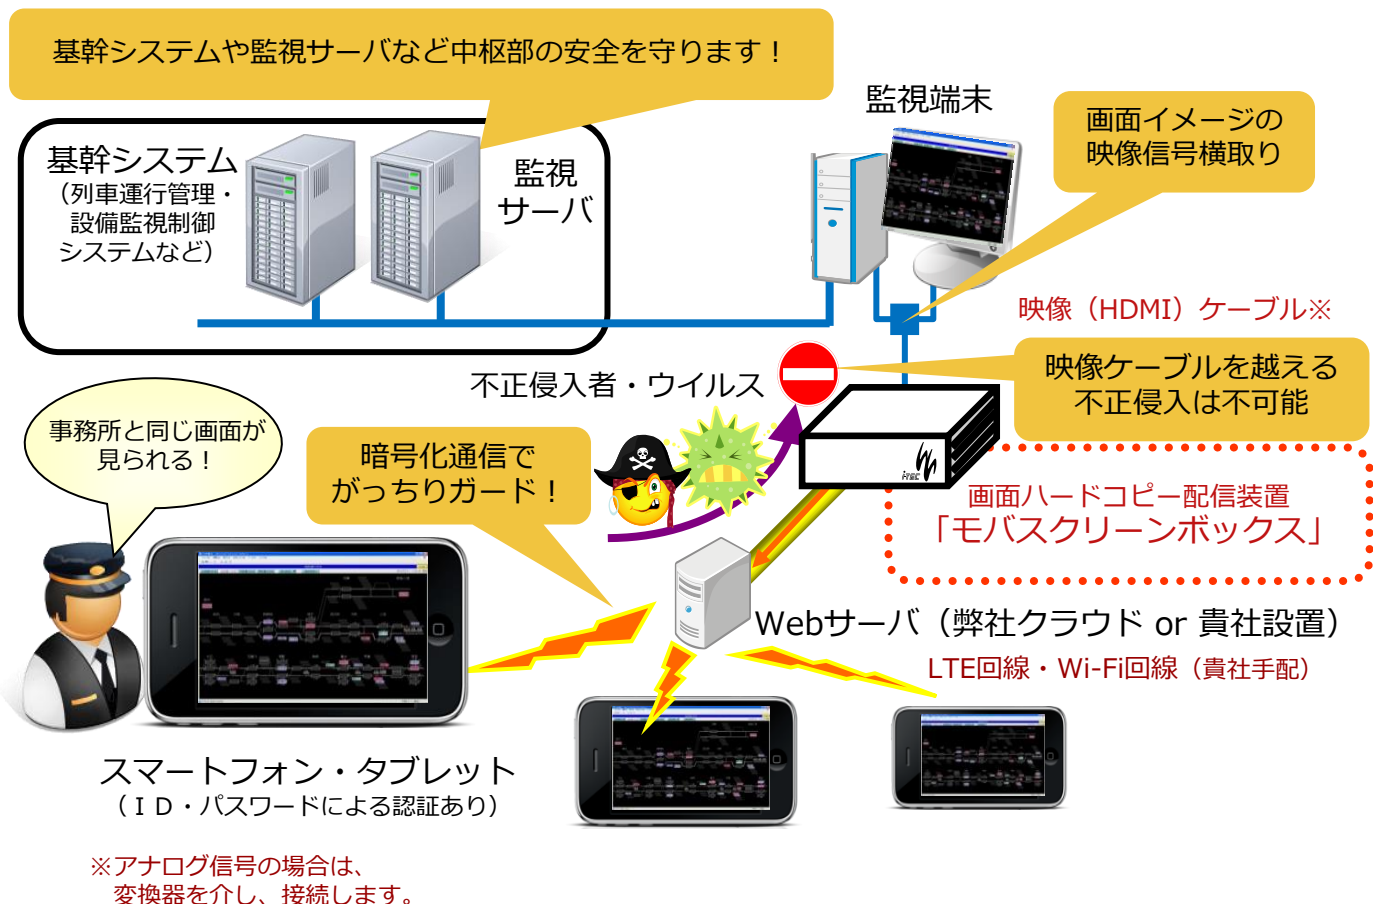 基幹システムや監視サーバなど中枢部の安全を守ります！
監視端末
画面イメージの
映像信号横取り
基幹システム
（列車運行管理・
設備監視制御
システムなど）
監視
サーバ
映像（HDMI）ケーブル※
映像ケーブルを越える
不正侵入は不可能
不正侵入者・ウイルス
事務所と同じ画面が
見られる！
暗号化通信で
がっちりガード！
i-TEC
画面ハードコピー配信装置
「モバスクリーンボックス」
Webサーバ（弊社クラウド or 貴社設置）
LTE回線・Wi-Fi回線（貴社手配）
スマートフォン・タブレット
（ＩＤ・パスワードによる認証あり）
※アナログ信号の場合は、
変換器を介し、接続します。